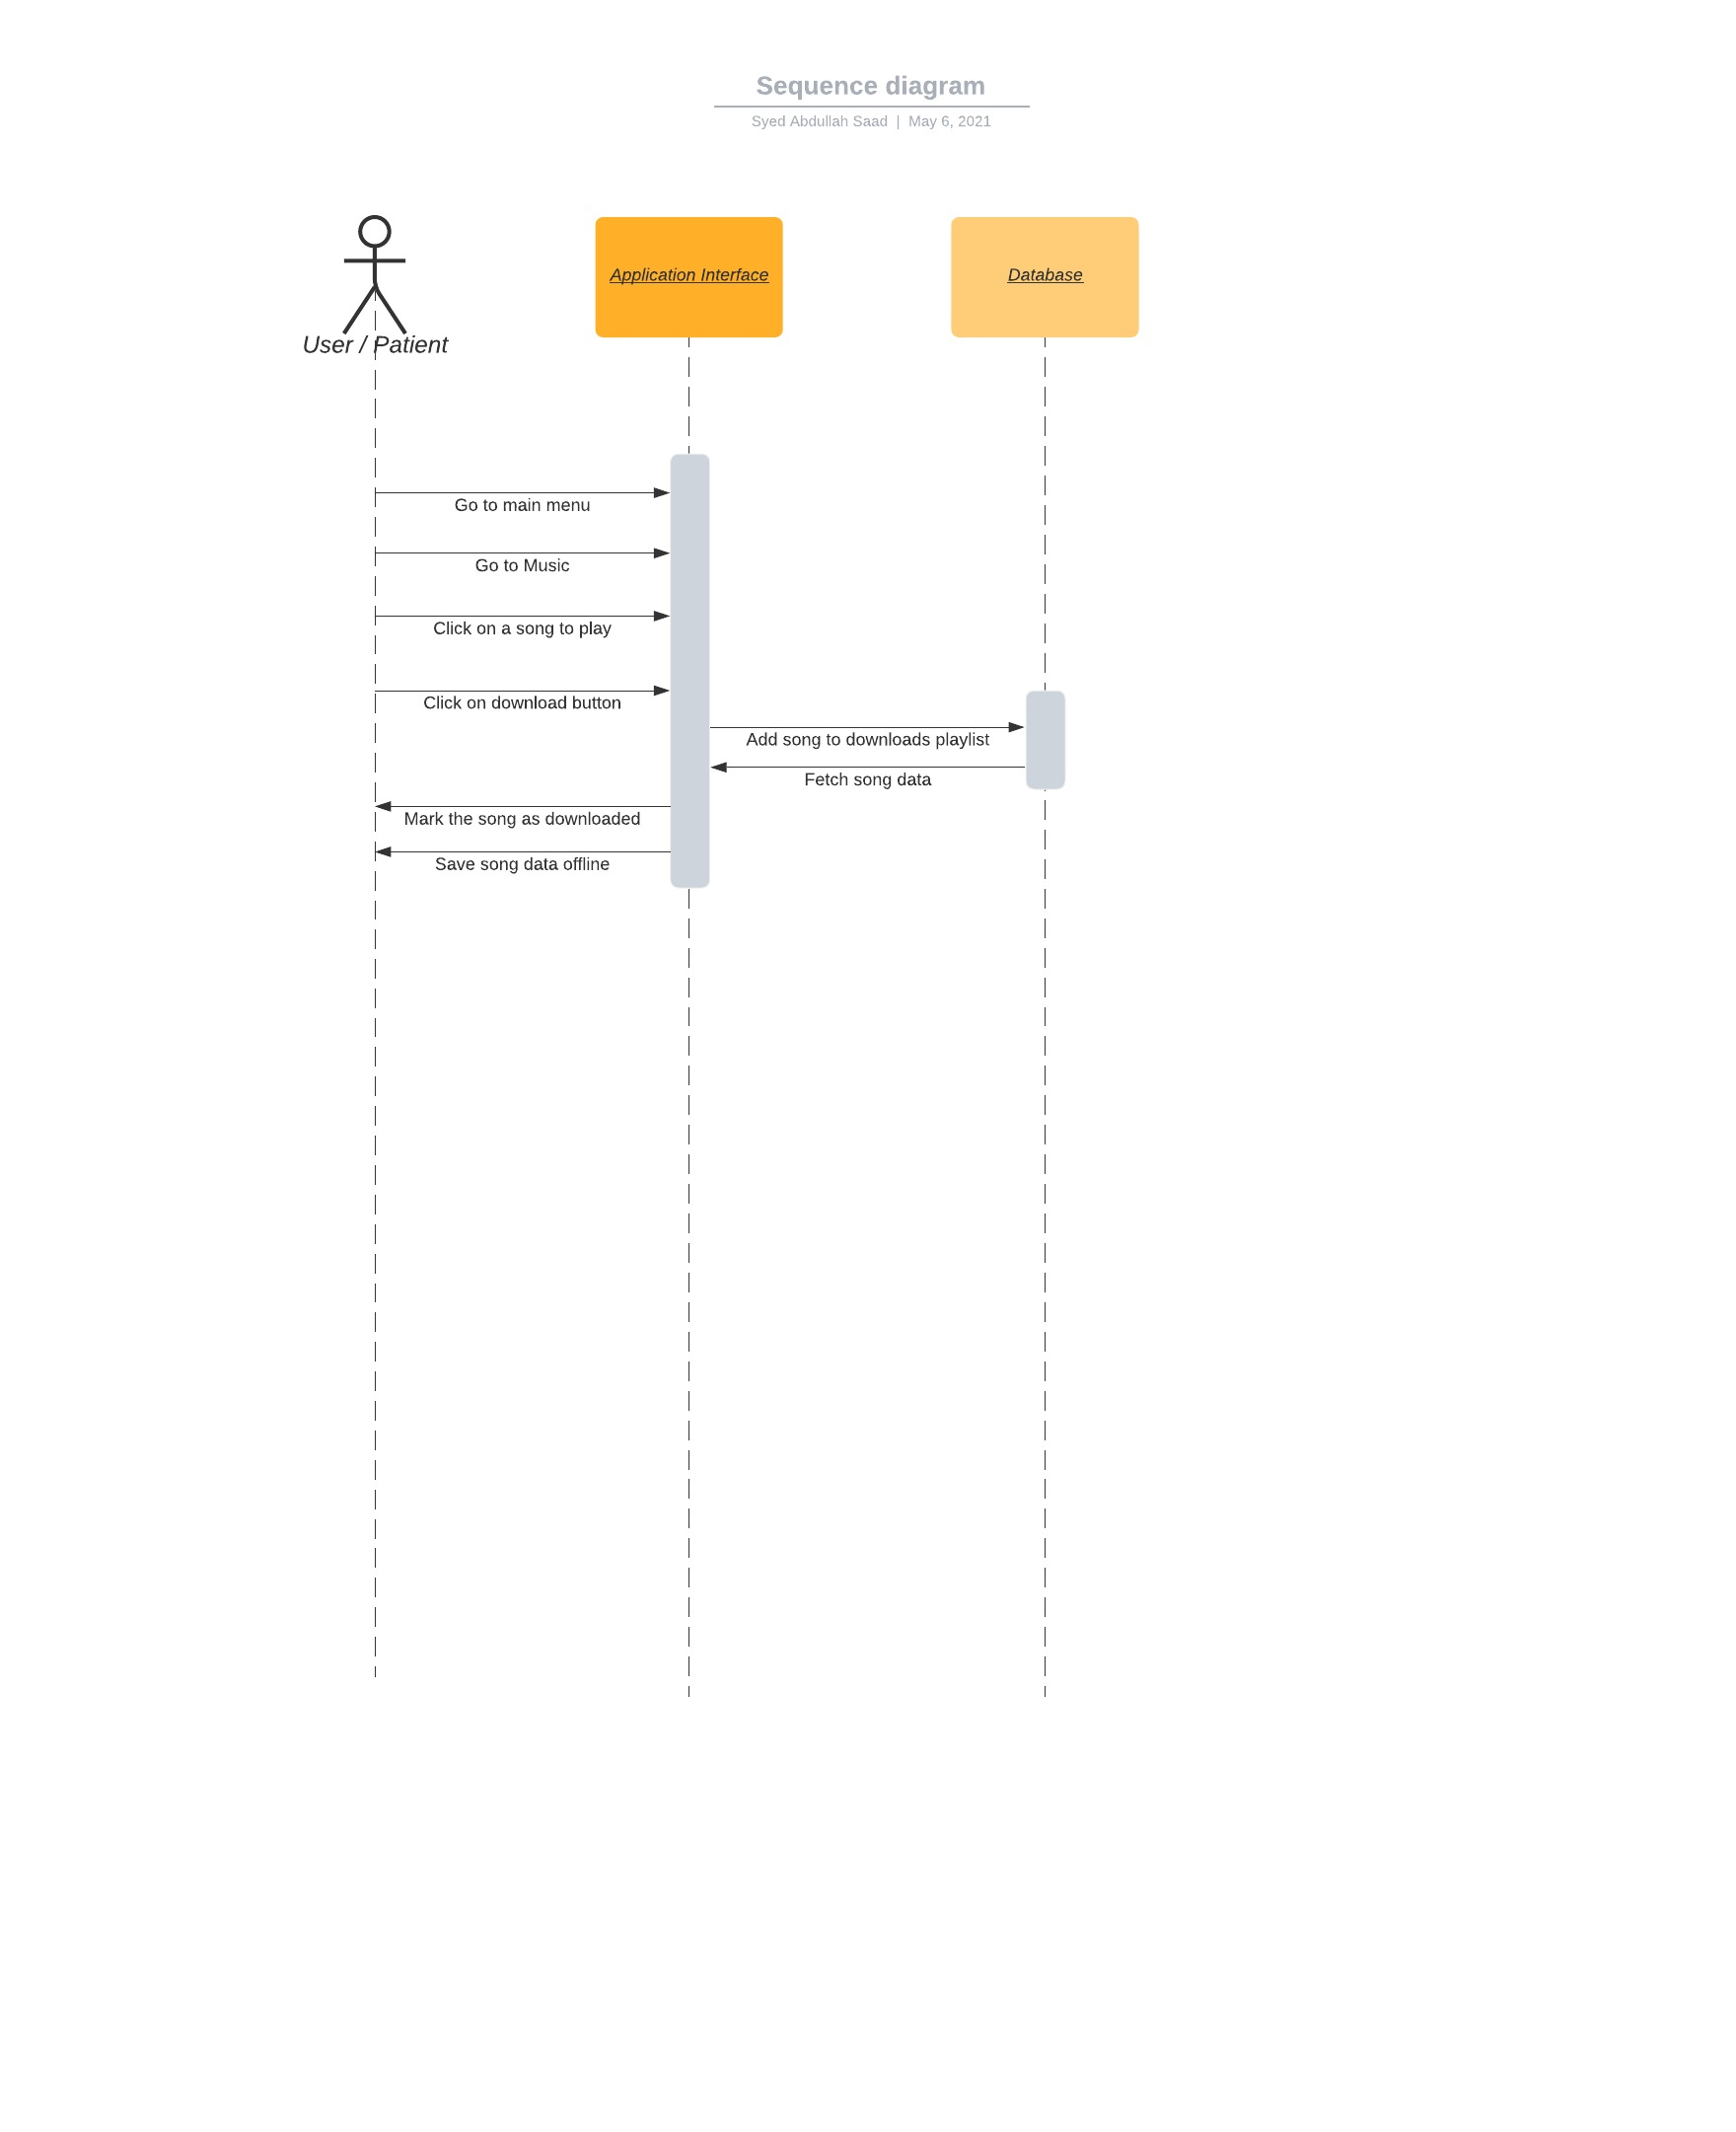 Sequence diagram
Syed Abdullah Saad | May 6, 2021
User / Patient
Application Interface
Database
Go to main menu
Go to Music
Click on a song to play
Click on download button
Add song to downloads playlist
Fetch song data
Mark the song as downloaded
Save song data offline